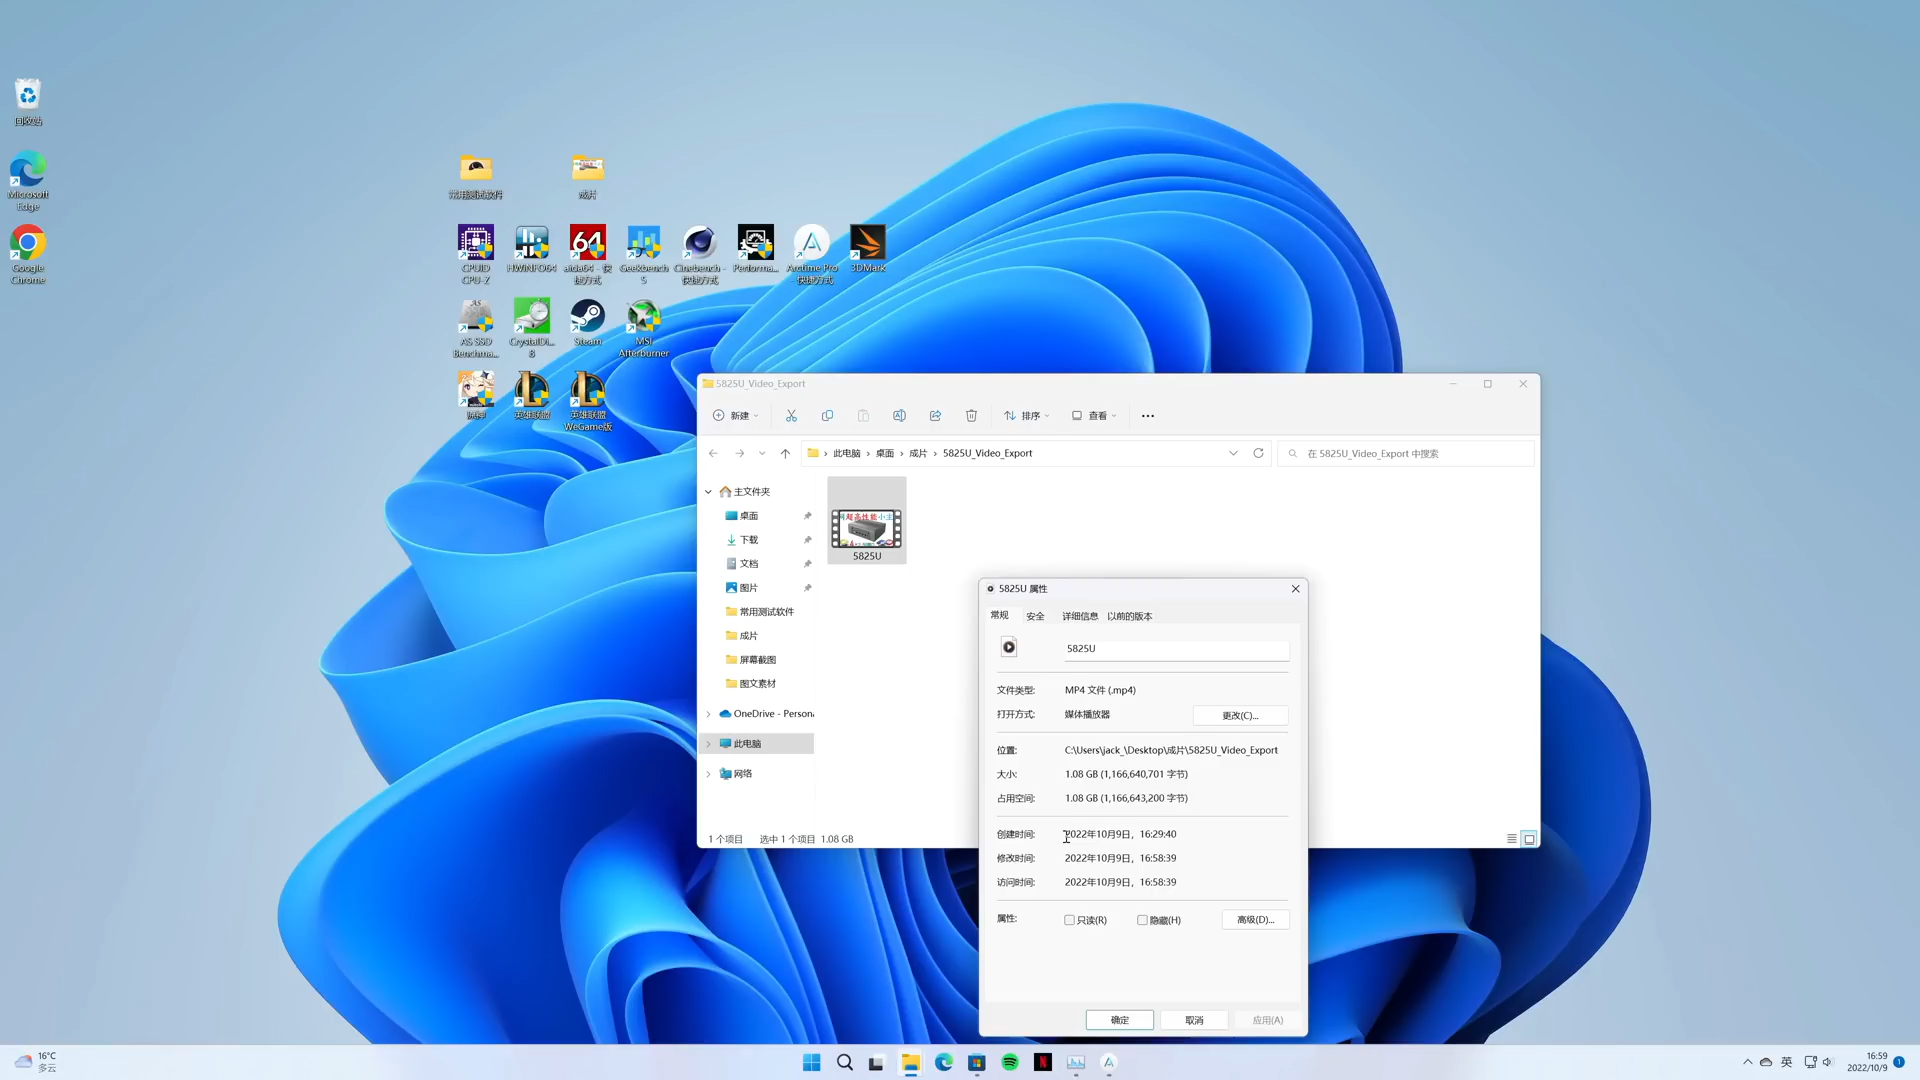 回收站
Microsoft
Edge
Google
Chrome
常用测试软件
成片
CPUID
CPU-Z
HWiNFO64
aida64 - 快
捷方式
Geekbench
5
Cinebench -
快捷方式
Performa...
Arctime Pro
- 快捷方式
3DMark
AS SSD
Benchma...
CrystalDi...
8
Steam
MSI
Afterburner
原神
英雄联盟
英雄联盟
WeGame版
5825U_Video_Export
新建
排序
查看
此电脑 › 桌面 › 成片 › 5825U_Video_Export
在 5825U_Video_Export 中搜索
主文件夹
桌面
下载
文档
图片
常用测试软件
成片
屏幕截图
图文素材
OneDrive - Persona
此电脑
网络
超高性能小主
5825U
1 个项目
选中 1 个项目 1.08 GB
5825U 属性
常规
安全
详细信息
以前的版本
5825U
文件类型:
MP4 文件 (.mp4)
打开方式:
媒体播放器
更改(C)...
位置:
C:\Users\jack_\Desktop\成片\5825U_Video_Export
大小:
1.08 GB (1,166,640,701 字节)
占用空间:
1.08 GB (1,166,643,200 字节)
创建时间:
2022年10月9日，16:29:40
修改时间:
2022年10月9日，16:58:39
访问时间:
2022年10月9日，16:58:39
属性:
只读(R)
隐藏(H)
高级(D)...
确定
取消
应用(A)
16°C
多云
英
16:59
2022/10/9
1